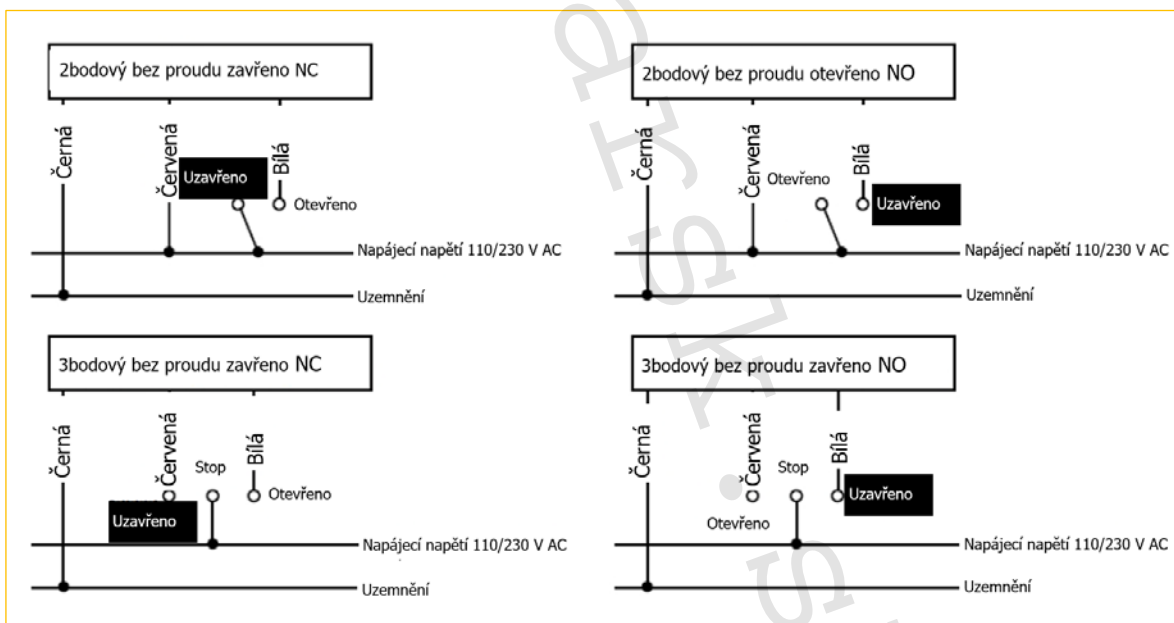 2bodový bez proudu zavřeno NC
Černá
Červená
Bílá
Uzavřeno
Otevřeno
Napájecí napětí 110/230 V AC
Uzemnění
2bodový bez proudu otevřeno NO
Černá
Červená
Bílá
Otevřeno
Uzavřeno
Napájecí napětí 110/230 V AC
Uzemnění
3bodový bez proudu zavřeno NC
Černá
Červená
Stop
Bílá
Otevřeno
Uzavřeno
Napájecí napětí 110/230 V AC
Uzemnění
3bodový bez proudu zavřeno NO
Černá
Červená
Stop
Bílá
Uzavřeno
Otevřeno
Napájecí napětí 110/230 V AC
Uzemnění